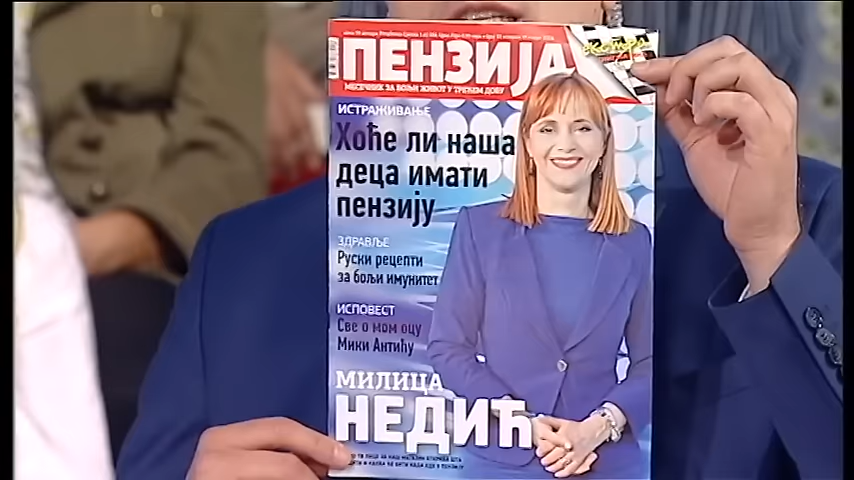 екстра
ПЕНЗИЈА
МЕСЕЧНИК ЗА БОЉИ ЖИВОТ У ТРЕЋЕМ ДОБУ
ИСТРАЖИВАЊЕ
Хоће ли наша
деца имати
пензију
ЗДРАВЉЕ
Руски рецепти
за бољи имунитет
ИСПОВЕСТ
Све о мом оцу
Мики Антићу
МИЛИЦА
НЕДИЋ